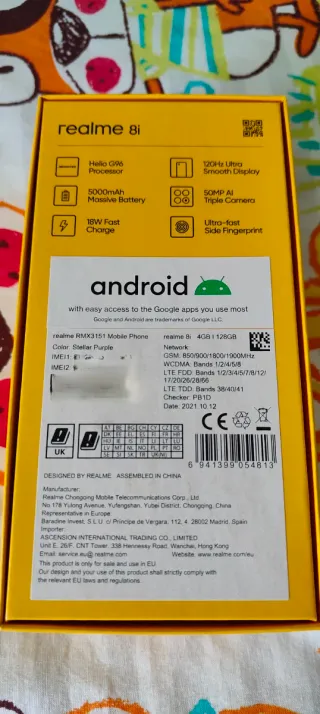 realme 8i
Helio G96
Processor
120Hz Ultra
Smooth Display
5000mAh
Massive Battery
50MP AI
Triple Camera
18W Fast
Charge
Ultra-fast
Side Fingerprint
android
with easy access to the Google apps you use most
Google and Android are trademarks of Google LLC.
realme RMX3151 Mobile Phone
Color: Stellar Purple
IMEI1:
IMEI2
realme 8i 4GB | 128GB
Network
GSM: 850/900/1800/1900MHz
WCDMA: Bands 1/2/4/5/8
LTE FDD: Bands 1/2/3/4/5/7/8/12/
17/20/26/28/66
LTE TDD: Bands 38/40/41
Checker: PB1D
Date: 2021.10.12
CE
UK
6 941399 054813
DESIGNED BY REALME. ASSEMBLED IN CHINA
Manufacturer:
Realme Chongqing Mobile Telecommunications Corp., Ltd.
No.178 Yulong Avenue, Yufengshan, Yubei District, Chongqing, China
Representative in Europe:
Baradine Invest, S.L.U. c/ Príncipe de Vergara, 112, 4, 28002 Madrid, Spain
Importer:
ASCENSION INTERNATIONAL TRADING CO., LIMITED
Unit E, 26/F, CNT Tower, 338 Hennessy Road, Wanchai, Hong Kong
Email: service.eu@realme.com Website: www.realme.com/eu
This product is only for sale and use in EU.
Our design and use of this product shall strictly comply with
the relevant EU laws and regulations.